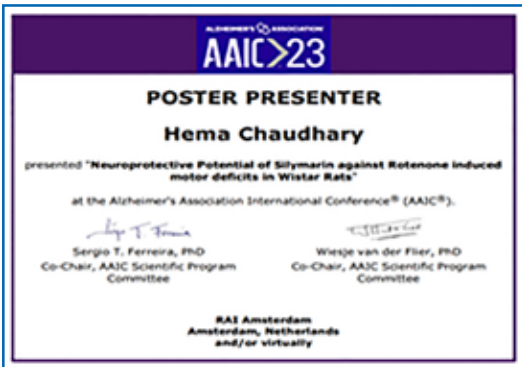 ALZHEIMER'S ASSOCIATION
AAIC>23
POSTER PRESENTER
Hema Chaudhary
presented "Neuroprotective Potential of Silymarin against Rotenone induced
motor deficits in Wistar Rats"
at the Alzheimer's Association International Conference® (AAIC®).
Sergio T. Ferreira, PhD
Wiesje van der Flier, PhD
Co-Chair, AAIC Scientific Program
Committee
Co-Chair, AAIC Scientific Program
Committee
RAI Amsterdam
Amsterdam, Netherlands
and/or virtually